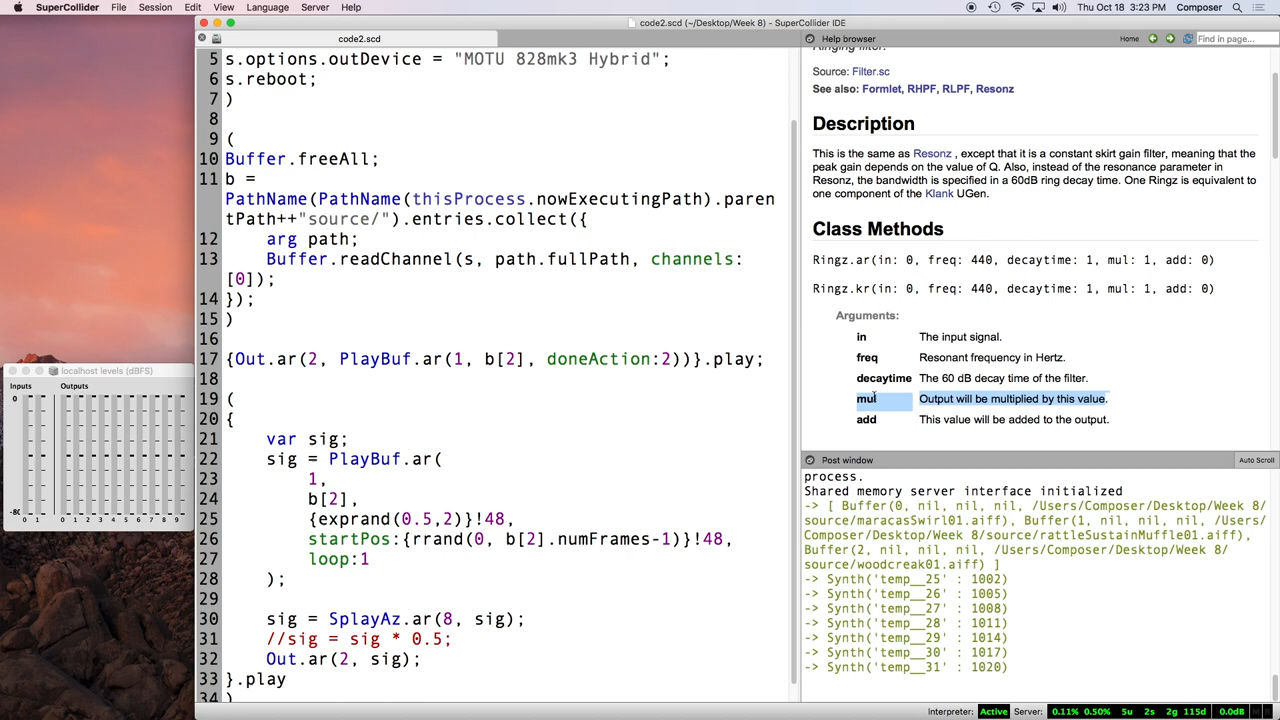 SuperCollider File Session Edit View Language Server Help Thu Oct 18 3:23 PM Composer
code2.scd (~/Desktop/Week 8) - SuperCollider IDE
code2.scd
5 s.options.outDevice = "MOTU 828mk3 Hybrid";
6 s.reboot;
7 )
8
9 (
10 Buffer.freeAll;
11 b =
PathName(PathName(thisProcess.nowExecutingPath).paren
tPath++"source/").entries.collect({
12 arg path;
13 Buffer.readChannel(s, path.fullPath, channels:
[0]);
14 });
15 )
16
17 {Out.ar(2, PlayBuf.ar(1, b[2], doneAction:2))}.play;
18
19 (
20 {
21 var sig;
22 sig = PlayBuf.ar(
23 1,
24 b[2],
25 {exprand(0.5,2)}!48,
26 startPos:{rrand(0, b[2].numFrames-1)}!48,
27 loop:1
28 );
29
30 sig = SplayAz.ar(8, sig);
31 //sig = sig * 0.5;
32 Out.ar(2, sig);
33 }.play
34 )
localhost levels (dBFS)
Inputs Outputs
0
-80
0 1 0 1 2 3 4 5 6 7 8 9
Help browser Home Find in page...
Ringing filter.
Source: Filter.sc
See also: Formlet, RHPF, RLPF, Resonz
Description
This is the same as Resonz , except that it is a constant skirt gain filter, meaning that the
peak gain depends on the value of Q. Also, instead of the resonance parameter in
Resonz, the bandwidth is specified in a 60dB ring decay time. One Ringz is equivalent to
one component of the Klank UGen.
Class Methods
Ringz.ar(in: 0, freq: 440, decaytime: 1, mul: 1, add: 0)
Ringz.kr(in: 0, freq: 440, decaytime: 1, mul: 1, add: 0)
Arguments:
in The input signal.
freq Resonant frequency in Hertz.
decaytime The 60 dB decay time of the filter.
mul Output will be multiplied by this value.
add This value will be added to the output.
Post window Auto Scroll
process.
Shared memory server interface initialized
-> [ Buffer(0, nil, nil, nil, /Users/Composer/Desktop/Week 8/
source/maracasSwirl01.aiff), Buffer(1, nil, nil, nil, /Users/
Composer/Desktop/Week 8/source/rattleSustainMuffle01.aiff),
Buffer(2, nil, nil, nil, /Users/Composer/Desktop/Week 8/
source/woodcreak01.aiff) ]
-> Synth('temp__25' : 1002)
-> Synth('temp__26' : 1005)
-> Synth('temp__27' : 1008)
-> Synth('temp__28' : 1011)
-> Synth('temp__29' : 1014)
-> Synth('temp__30' : 1017)
-> Synth('temp__31' : 1020)
Interpreter: Active Server: 0.11% 0.50% 5u 2s 2g 115d 0.0dB M R